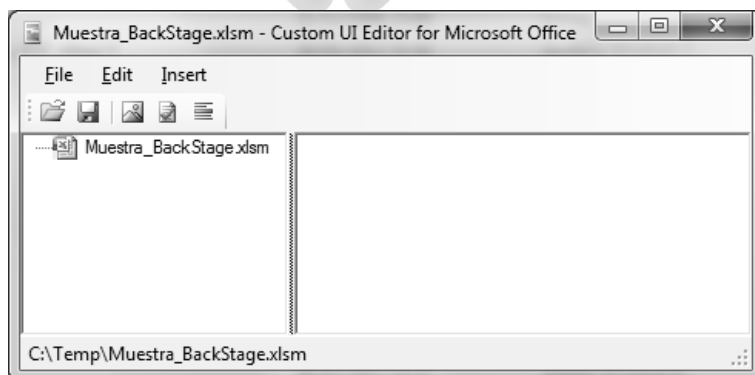 Muestra_BackStage.xlsm - Custom UI Editor for Microsoft Office
File Edit Insert
Muestra_BackStage.xlsm
C:\Temp\Muestra_BackStage.xlsm